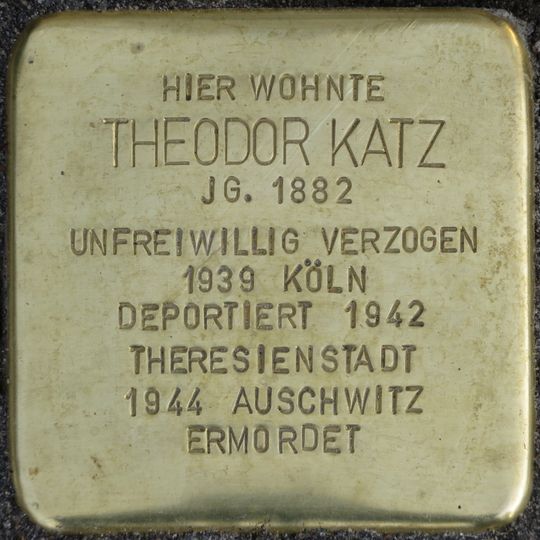 HIER WOHNTE
THEODOR KATZ
JG. 1882
UNFREIWILLIG VERZOGEN
1939 KÖLN
DEPORTIERT 1942
THERESIENSTADT
1944 AUSCHWITZ
ERMORDET